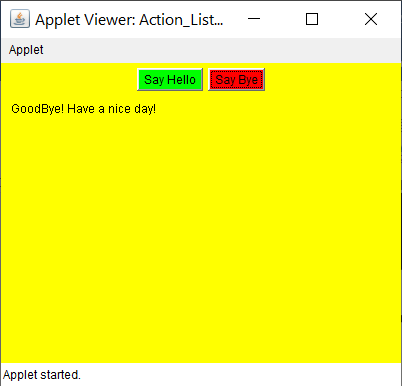 Applet Viewer: Action_List...
Applet
Say Hello Say Bye
GoodBye! Have a nice day!
Applet started.